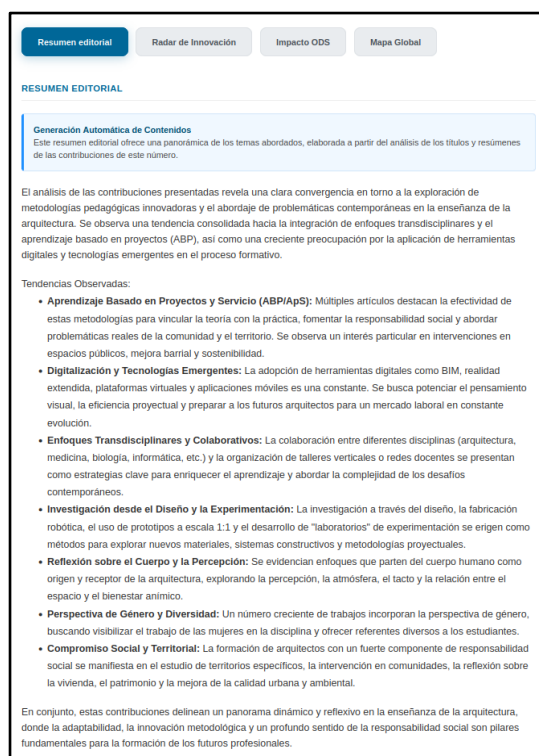 Resumen editorial
Radar de Innovación
Impacto ODS
Mapa Global
RESUMEN EDITORIAL
Generación Automática de Contenidos
Este resumen editorial ofrece una panorámica de los temas abordados, elaborada a partir del análisis de los títulos y resúmenes
de las contribuciones de este número.
El análisis de las contribuciones presentadas revela una clara convergencia en torno a la exploración de
metodologías pedagógicas innovadoras y el abordaje de problemáticas contemporáneas en la enseñanza de la
arquitectura. Se observa una tendencia consolidada hacia la integración de enfoques transdisciplinares y el
aprendizaje basado en proyectos (ABP), así como una creciente preocupación por la aplicación de herramientas
digitales y tecnologías emergentes en el proceso formativo.
Tendencias Observadas:
• Aprendizaje Basado en Proyectos y Servicio (ABP/ApS): Múltiples artículos destacan la efectividad de
estas metodologías para vincular la teoría con la práctica, fomentar la responsabilidad social y abordar
problemáticas reales de la comunidad y el territorio. Se observa un interés particular en intervenciones en
espacios públicos, mejora barrial y sostenibilidad.
• Digitalización y Tecnologías Emergentes: La adopción de herramientas digitales como BIM, realidad
extendida, plataformas virtuales y aplicaciones móviles es una constante. Se busca potenciar el pensamiento
visual, la eficiencia proyectual y preparar a los futuros arquitectos para un mercado laboral en constante
evolución.
• Enfoques Transdisciplinares y Colaborativos: La colaboración entre diferentes disciplinas (arquitectura,
medicina, biología, informática, etc.) y la organización de talleres verticales o redes docentes se presentan
como estrategias clave para enriquecer el aprendizaje y abordar la complejidad de los desafíos
contemporáneos.
• Investigación desde el Diseño y la Experimentación: La investigación a través del diseño, la fabricación
robótica, el uso de prototipos a escala 1:1 y el desarrollo de "laboratorios" de experimentación se erigen como
métodos para explorar nuevos materiales, sistemas constructivos y metodologías proyectuales.
• Reflexión sobre el Cuerpo y la Percepción: Se evidencian enfoques que parten del cuerpo humano como
origen y receptor de la arquitectura, explorando la percepción, la atmósfera, el tacto y la relación entre el
espacio y el bienestar anímico.
• Perspectiva de Género y Diversidad: Un número creciente de trabajos incorporan la perspectiva de género,
buscando visibilizar el trabajo de las mujeres en la disciplina y ofrecer referentes diversos a los estudiantes.
• Compromiso Social y Territorial: La formación de arquitectos con un fuerte componente de responsabilidad
social se manifiesta en el estudio de territorios específicos, la intervención en comunidades, la reflexión sobre
la vivienda, el patrimonio y la mejora de la calidad urbana y ambiental.
En conjunto, estas contribuciones delinean un panorama dinámico y reflexivo en la enseñanza de la arquitectura,
donde la adaptabilidad, la innovación metodológica y un profundo sentido de la responsabilidad social son pilares
fundamentales para la formación de los futuros profesionales.